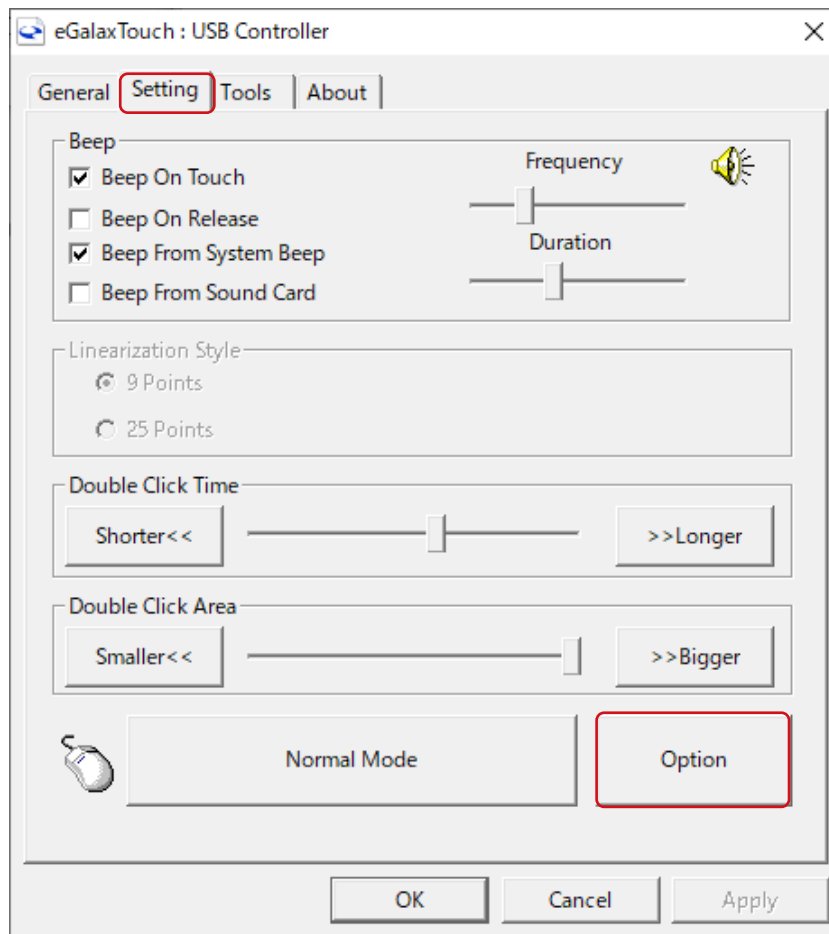 eGalaxTouch : USB Controller
General Setting Tools About
Beep
Beep On Touch
Beep On Release
Beep From System Beep
Beep From Sound Card
Frequency
Duration
Linearization Style
9 Points
25 Points
Double Click Time
Shorter<< >>Longer
Double Click Area
Smaller<< >>Bigger
Normal Mode Option
OK Cancel Apply